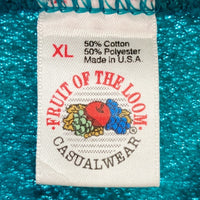 XL
50% Cotton
50% Polyester
Made in U.S.A.
FRUIT OF THE LOOM
CASUALWEAR®